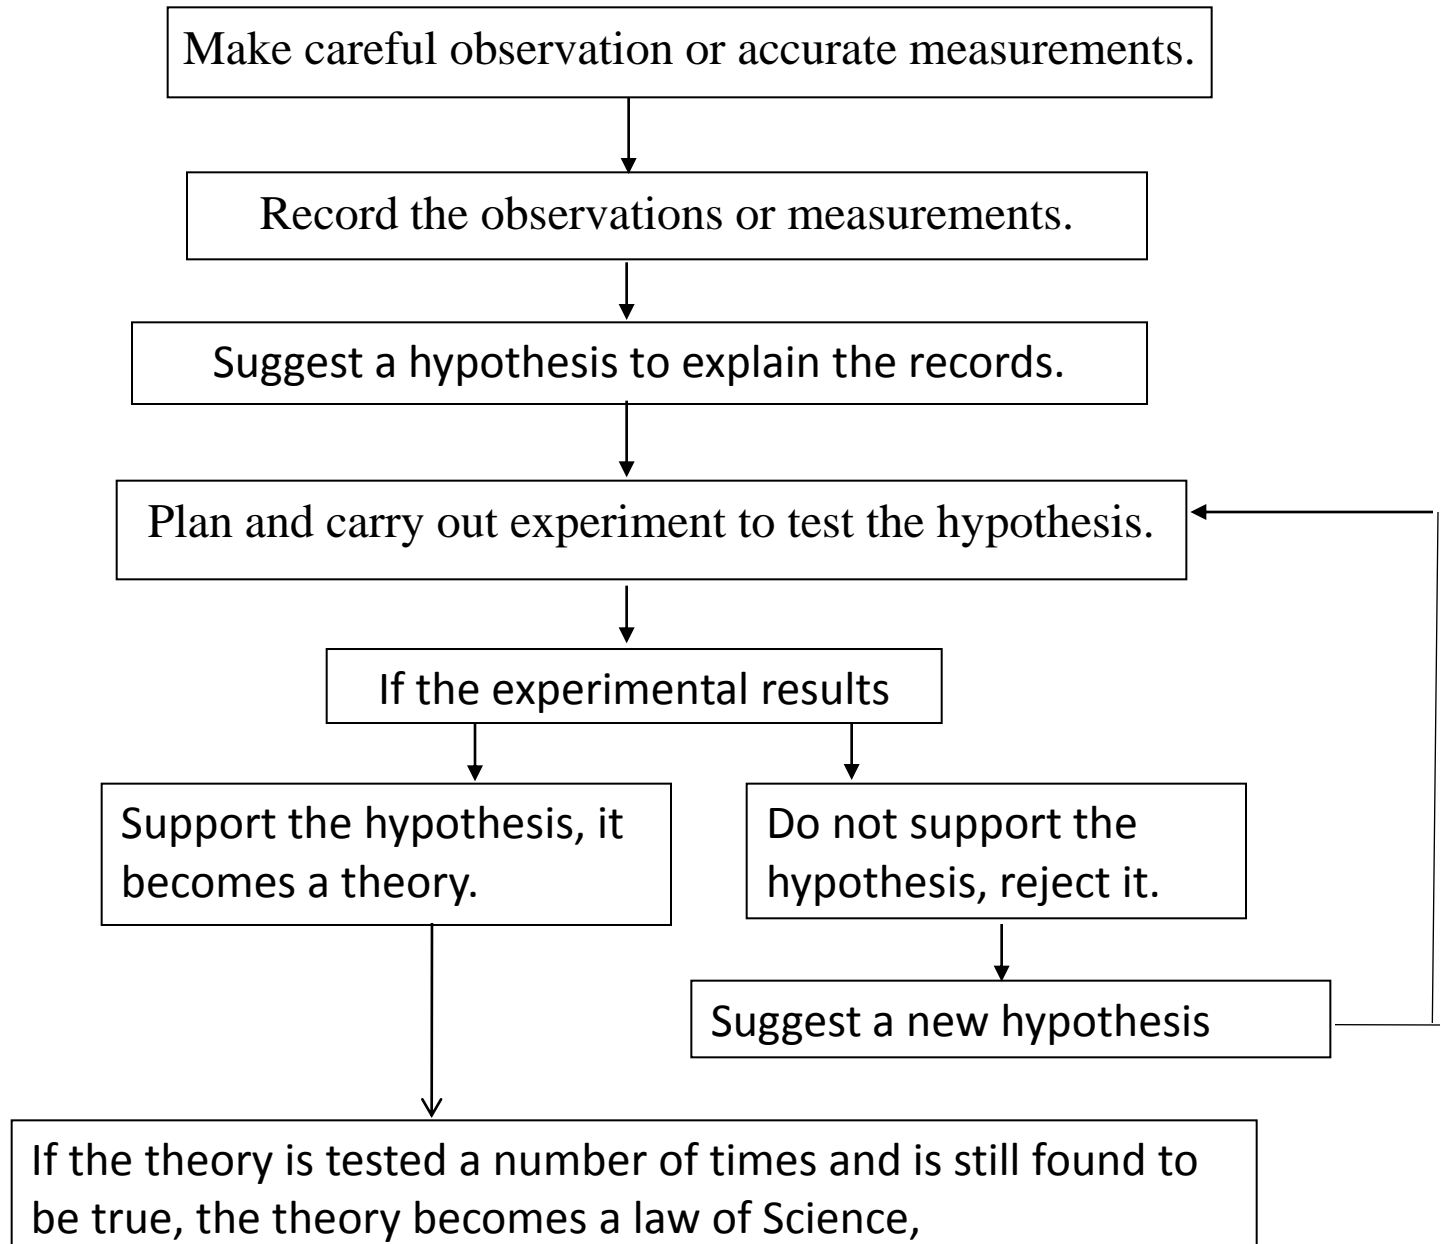 Make careful observation or accurate measurements.
Record the observations or measurements.
Suggest a hypothesis to explain the records.
Plan and carry out experiment to test the hypothesis.
If the experimental results
Support the hypothesis, it
becomes a theory.
Do not support the
hypothesis, reject it.
Suggest a new hypothesis
If the theory is tested a number of times and is still found to
be true, the theory becomes a law of Science,